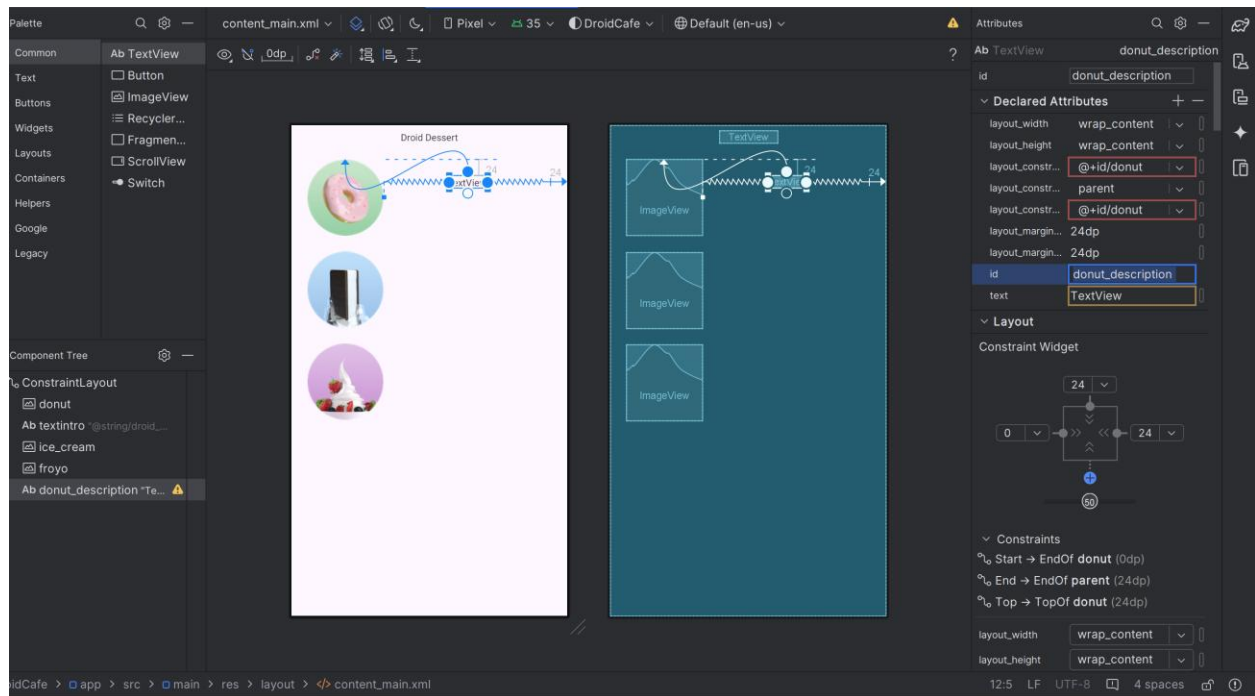 Palette
Common
Text
Buttons
Widgets
Layouts
Containers
Helpers
Google
Legacy
Ab TextView
Button
ImageView
Recycler...
Fragmen...
ScrollView
Switch
Component Tree
ConstraintLayout
donut
Ab textintro "@string/droid_...
ice_cream
froyo
Ab donut_description "Te...
content_main.xml
Pixel
35
DroidCafe
Default (en-us)
0dp
?
Droid Dessert
24
24
TextView
24
24
ImageView
ImageView
ImageView
Attributes
Ab TextView donut_description
id donut_description
Declared Attributes
layout_width wrap_content
layout_height wrap_content
layout_constr... @+id/donut
layout_constr... parent
layout_constr... @+id/donut
layout_margin... 24dp
layout_margin... 24dp
id donut_description
text TextView
Layout
Constraint Widget
24
0 24
50
Constraints
Start → EndOf donut (0dp)
End → EndOf parent (24dp)
Top → TopOf donut (24dp)
layout_width wrap_content
layout_height wrap_content
idCafe > app > src > main > res > layout > content_main.xml
12:5 LF UTF-8 4 spaces